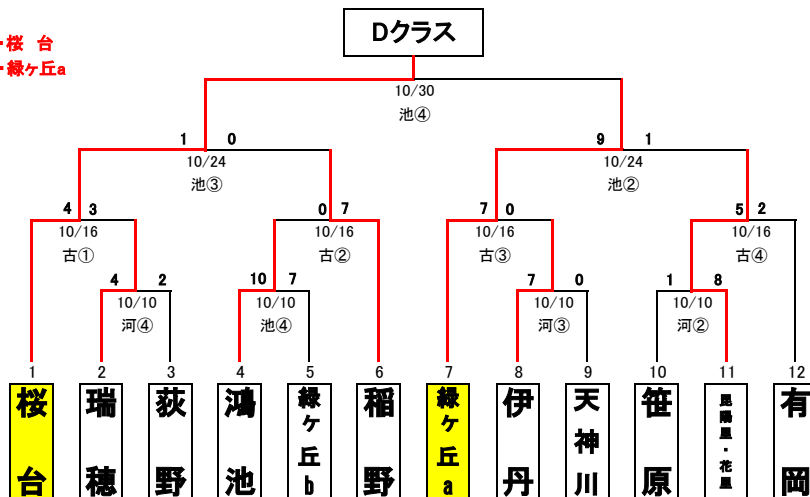 Dクラス
・桜 台
・緑ヶ丘a
10/30
池④
1 0
9 1
10/24
池③
10/24
池②
4 3
0 7
7 0
5 2
10/16
古①
10/16
古②
10/16
古③
10/16
古④
4 2
10 7
7 0
1 8
10/10
河④
10/10
池④
10/10
河③
10/10
河②
1 2 3 4 5 6 7 8 9 10 11 12
桜台
瑞穂
荻野
鴻池
緑ヶ丘b
稲野
緑ヶ丘a
伊丹
天神川
笹原
昆陽里・花里
有岡